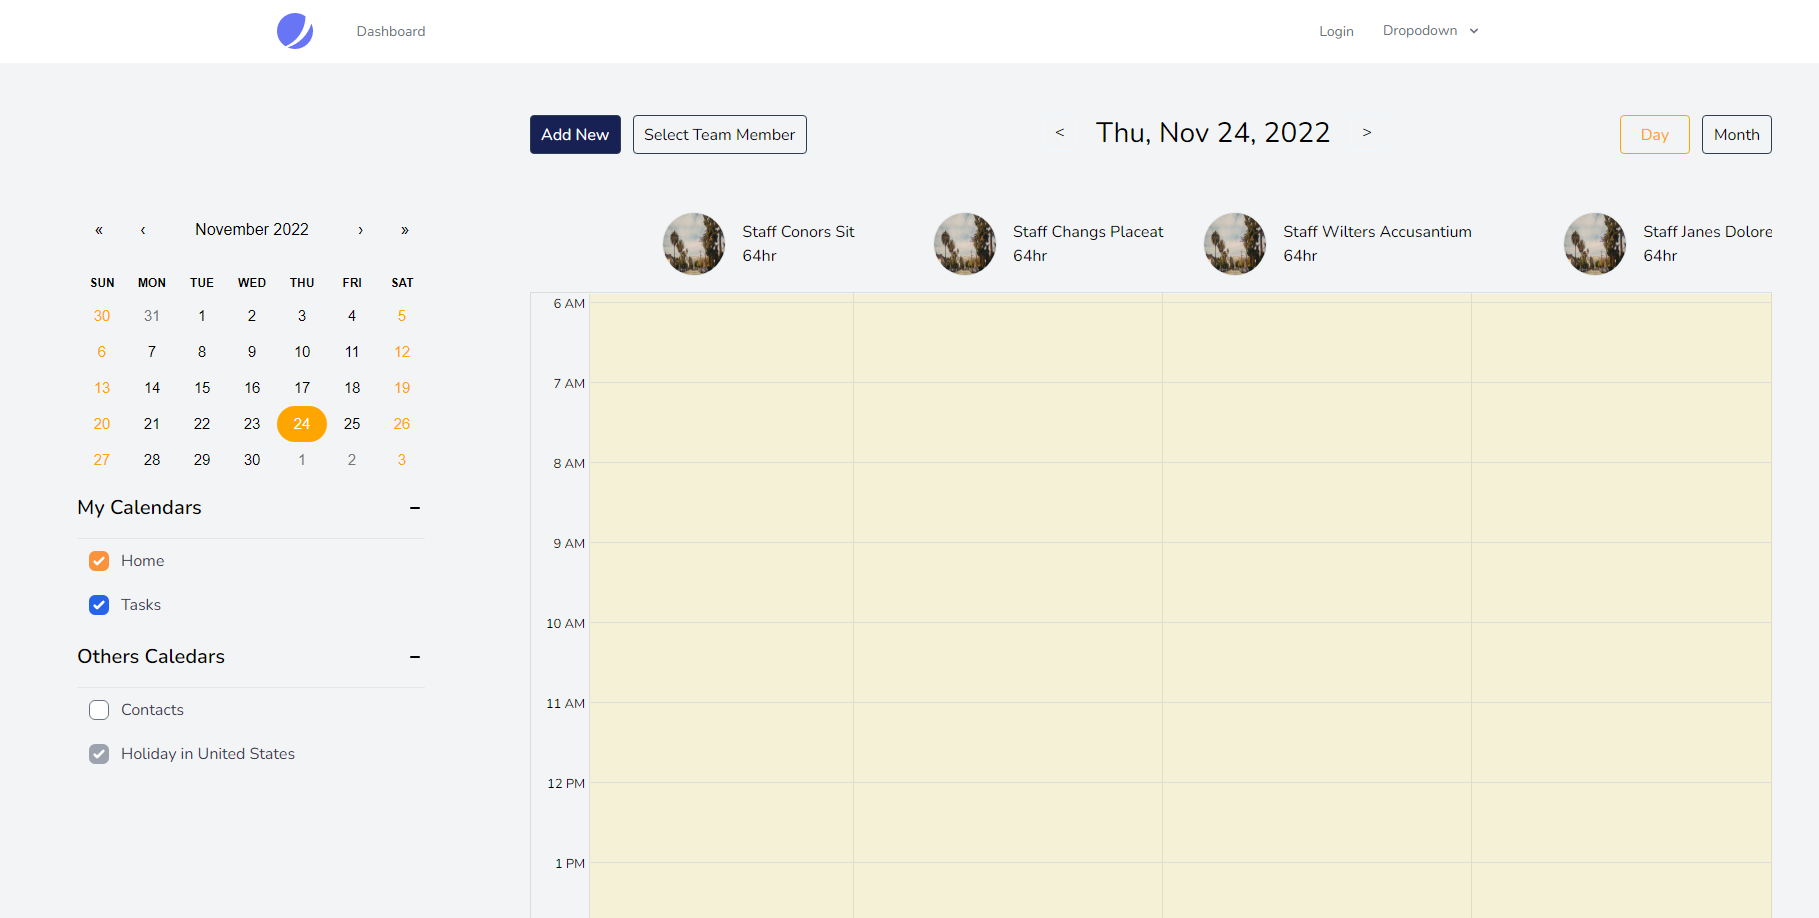 Dashboard
Login
Dropodown
Add New
Select Team Member
<
Thu, Nov 24, 2022
>
Day
Month
«
‹
November 2022
›
»
SUN MON TUE WED THU FRI SAT
30 31 1 2 3 4 5
6 7 8 9 10 11 12
13 14 15 16 17 18 19
20 21 22 23 24 25 26
27 28 29 30 1 2 3
My Calendars
Home
Tasks
Others Caledars
Contacts
Holiday in United States
Staff Conors Sit
64hr
Staff Changs Placeat
64hr
Staff Wilters Accusantium
64hr
Staff Janes Dolore
64hr
6 AM
7 AM
8 AM
9 AM
10 AM
11 AM
12 PM
1 PM